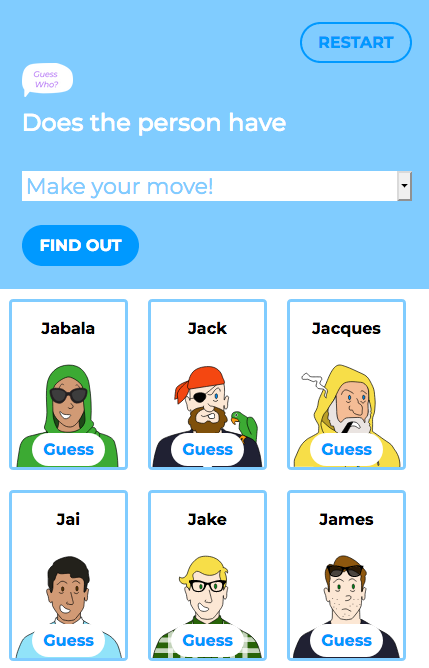 RESTART
Guess
Who?
Does the person have
Make your move!
FIND OUT
Jabala Jack Jacques
Guess Guess Guess
Jai Jake James
Guess Guess Guess